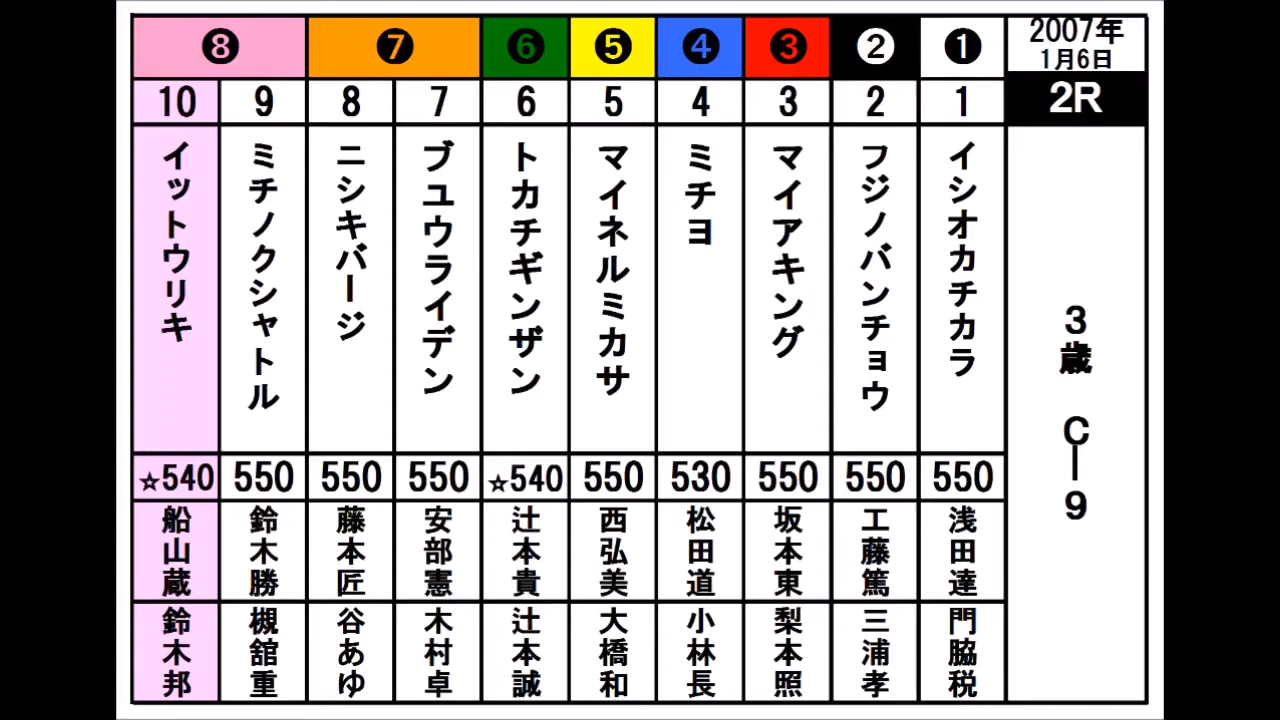 2007年
1月6日
2R
3歳 C－9
❶
1
イシオカチカラ
550
浅田達
門脇税
❷
2
フジノバンチョウ
550
工藤篤
三浦孝
❸
3
マイアキング
550
坂本東
梨本照
❹
4
ミチヨ
530
松田道
小林長
❺
5
マイネルミカサ
550
西弘美
大橋和
❻
6
トカチギンザン
☆540
辻本貴
辻本誠
❼
7
ブユウライデン
550
安部憲
木村卓
8
ニシキバージ
550
藤本匠
谷あゆ
❽
9
ミチノクシャトル
550
鈴木勝
槻舘重
10
イットウリキ
☆540
船山蔵
鈴木邦